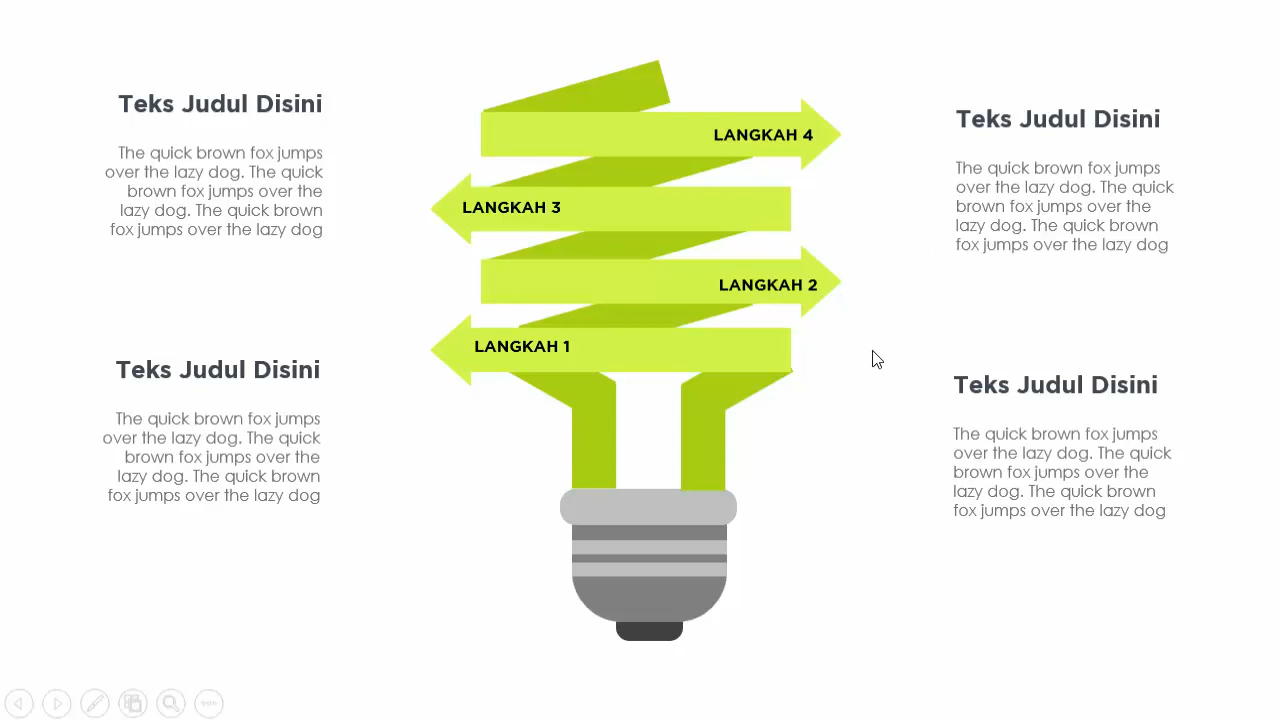 Teks Judul Disini
The quick brown fox jumps
over the lazy dog. The quick
brown fox jumps over the
lazy dog. The quick brown
fox jumps over the lazy dog
Teks Judul Disini
The quick brown fox jumps
over the lazy dog. The quick
brown fox jumps over the
lazy dog. The quick brown
fox jumps over the lazy dog
LANGKAH 4
LANGKAH 3
LANGKAH 2
LANGKAH 1
Teks Judul Disini
The quick brown fox jumps
over the lazy dog. The quick
brown fox jumps over the
lazy dog. The quick brown
fox jumps over the lazy dog
Teks Judul Disini
The quick brown fox jumps
over the lazy dog. The quick
brown fox jumps over the
lazy dog. The quick brown
fox jumps over the lazy dog